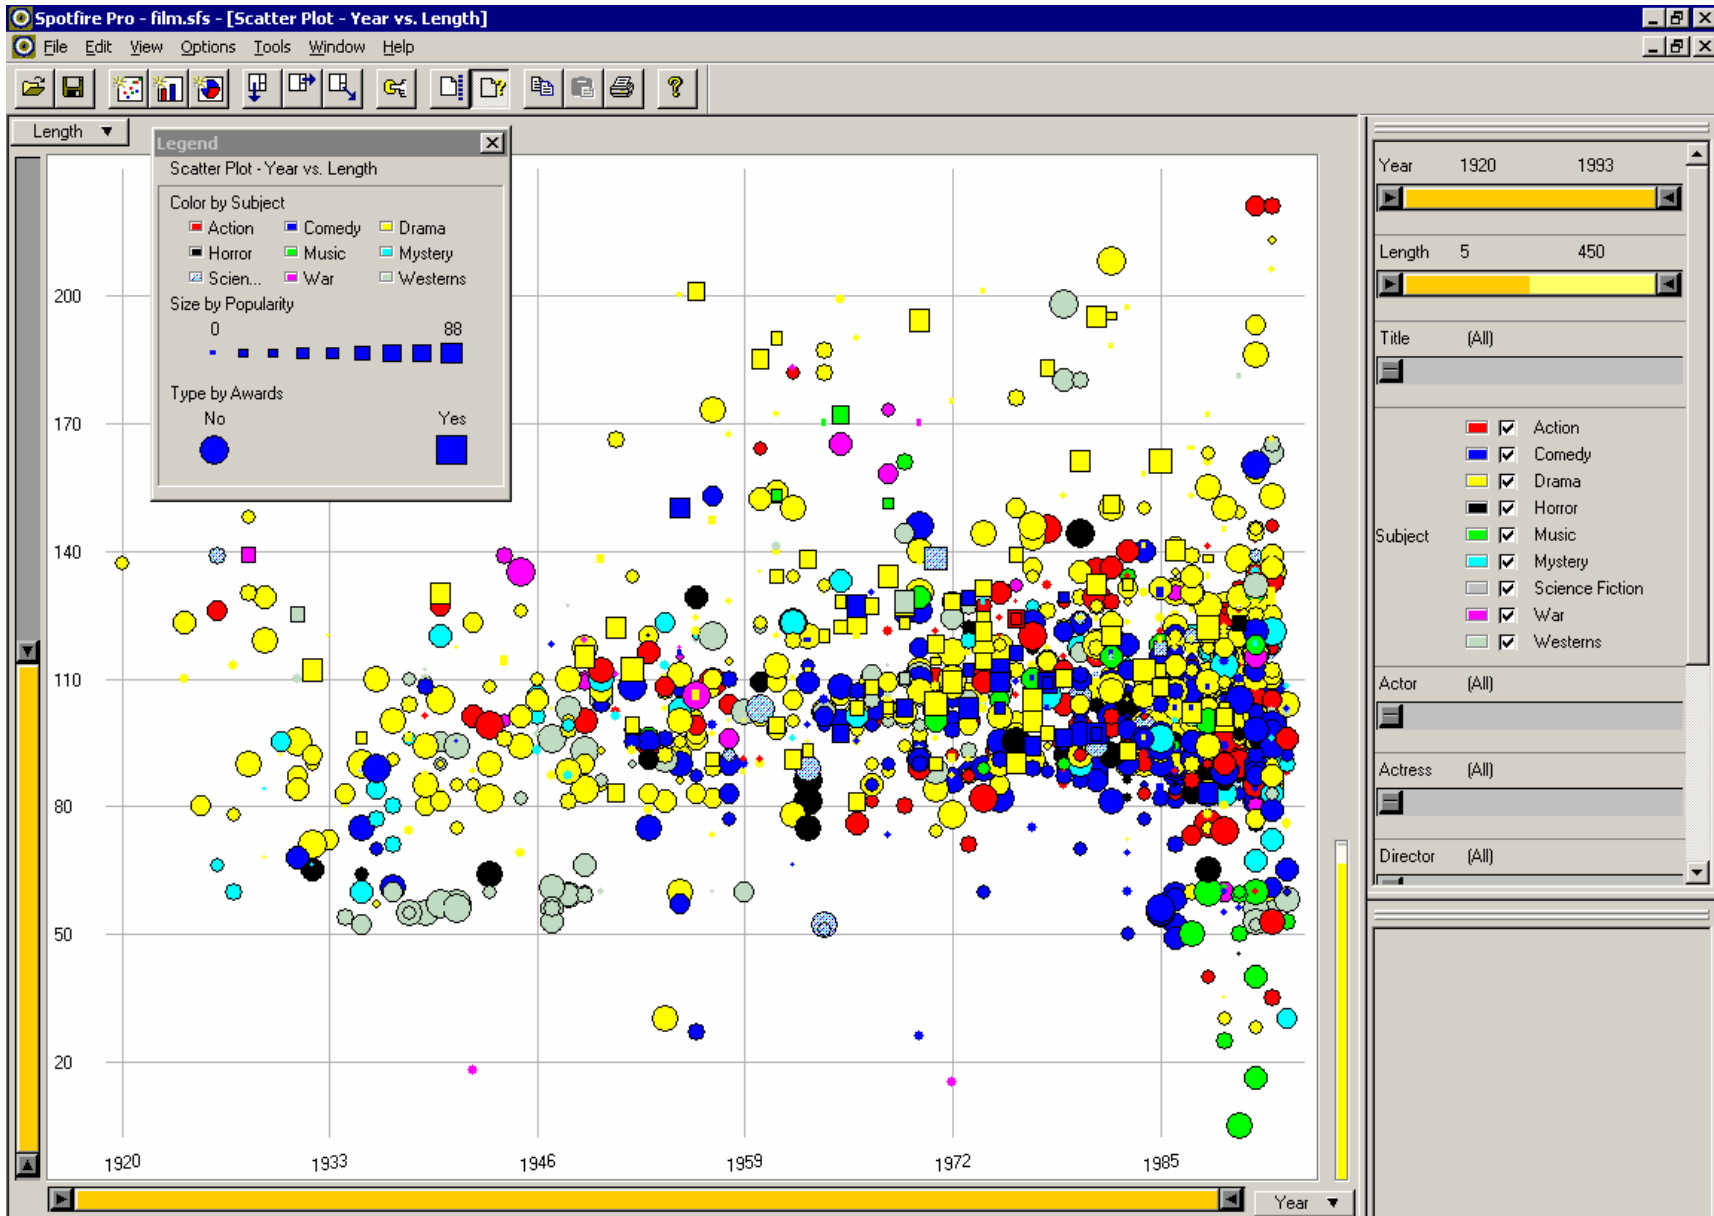 Spotfire Pro - film.sfs - [Scatter Plot - Year vs. Length]
File Edit View Options Tools Window Help
Length
Legend
Scatter Plot - Year vs. Length
Color by Subject
Action Comedy Drama
Horror Music Mystery
Scien... War Westerns
Size by Popularity
0 88
Type by Awards
No Yes
200
170
140
110
80
50
20
1920 1933 1946 1959 1972 1985
Year
Year 1920 1993
Length 5 450
Title (All)
Subject
Action
Comedy
Drama
Horror
Music
Mystery
Science Fiction
War
Westerns
Actor (All)
Actress (All)
Director (All)